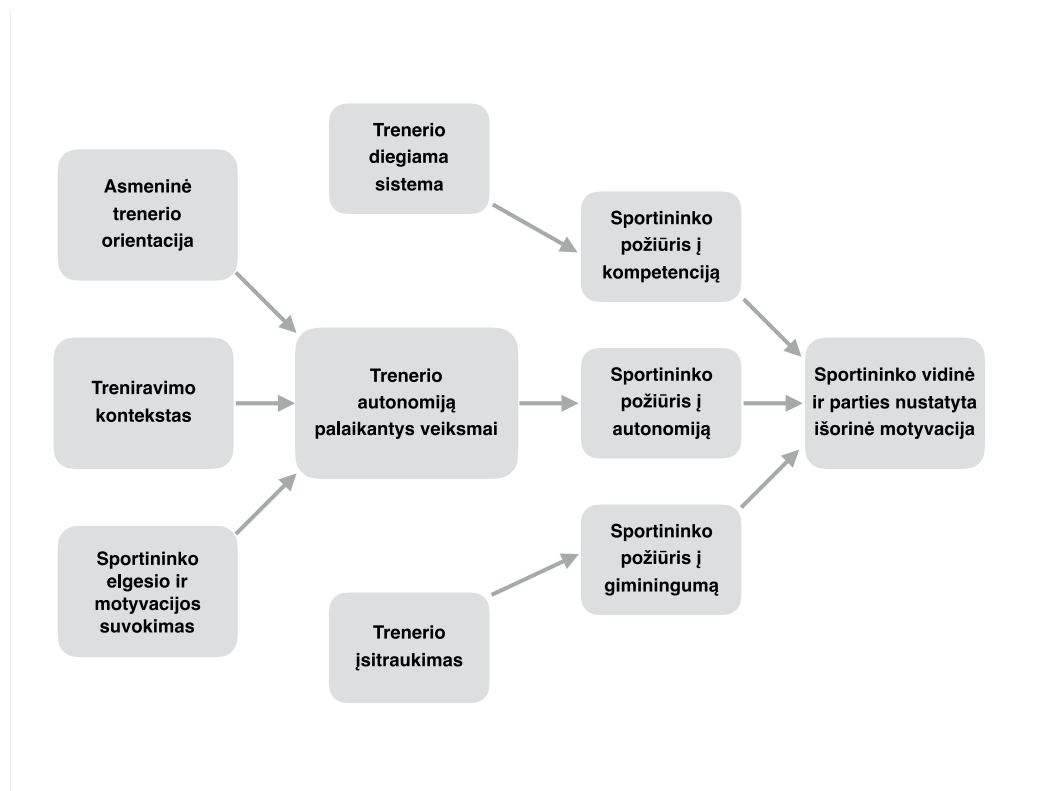 Asmeninė
trenerio
orientacija
Treniravimo
kontekstas
Sportininko
elgesio ir
motyvacijos
suvokimas
Trenerio
diegiama
sistema
Trenerio
autonomiją
palaikantys veiksmai
Trenerio
įsitraukimas
Sportininko
požiūris į
kompetenciją
Sportininko
požiūris į
autonomiją
Sportininko
požiūris į
giminingumą
Sportininko vidinė
ir parties nustatyta
išorinė motyvacija